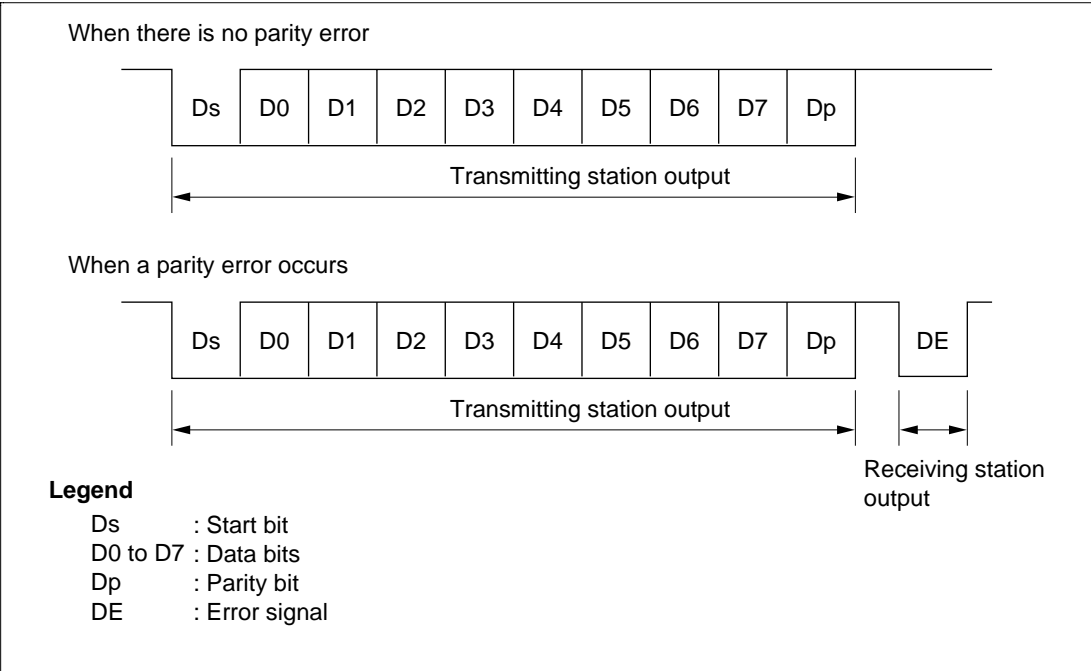 When there is no parity error
Ds D0 D1 D2 D3 D4 D5 D6 D7 Dp
Transmitting station output
When a parity error occurs
Ds D0 D1 D2 D3 D4 D5 D6 D7 Dp DE
Transmitting station output
Receiving station
output
Legend
Ds : Start bit
D0 to D7 : Data bits
Dp : Parity bit
DE : Error signal